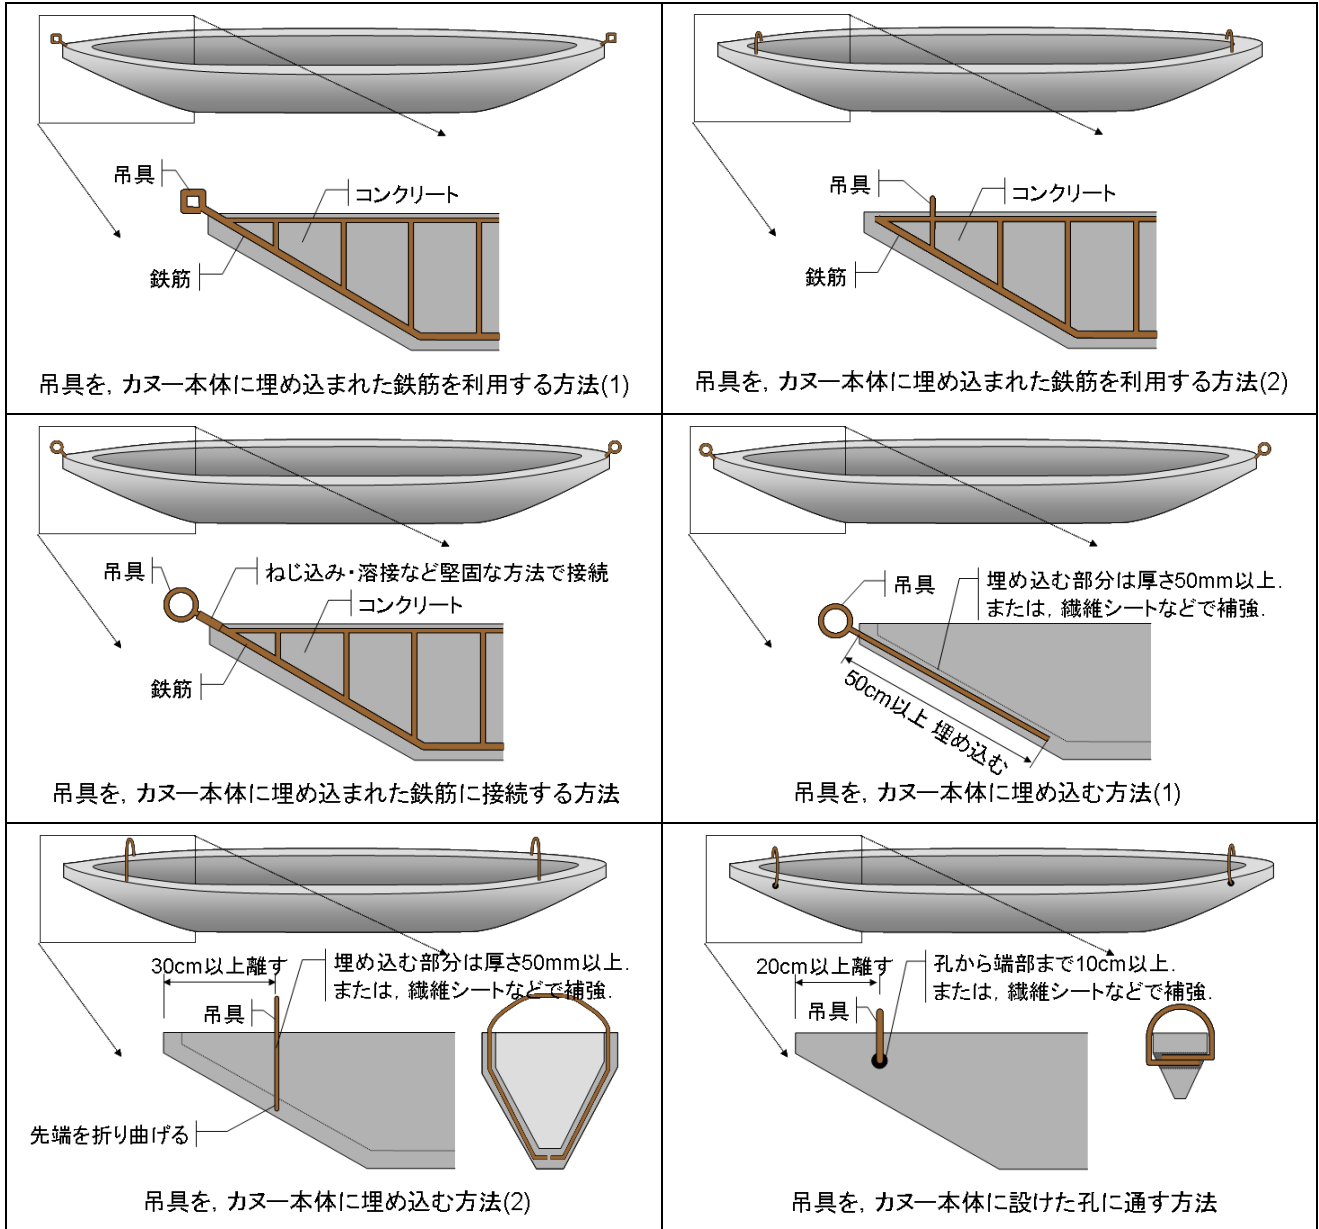 吊具
コンクリート
鉄筋
吊具を，カヌー本体に埋め込まれた鉄筋を利用する方法(1)
吊具
コンクリート
鉄筋
吊具を，カヌー本体に埋め込まれた鉄筋を利用する方法(2)
吊具
ねじ込み・溶接など堅固な方法で接続
コンクリート
鉄筋
吊具を，カヌー本体に埋め込まれた鉄筋に接続する方法
吊具
埋め込む部分は厚さ50mm以上．
または，繊維シートなどで補強．
50cm以上 埋め込む
吊具を，カヌー本体に埋め込む方法(1)
30cm以上離す
埋め込む部分は厚さ50mm以上．
または，繊維シートなどで補強．
吊具
先端を折り曲げる
吊具を，カヌー本体に埋め込む方法(2)
20cm以上離す
孔から端部まで10cm以上．
または，繊維シートなどで補強．
吊具
吊具を，カヌー本体に設けた孔に通す方法